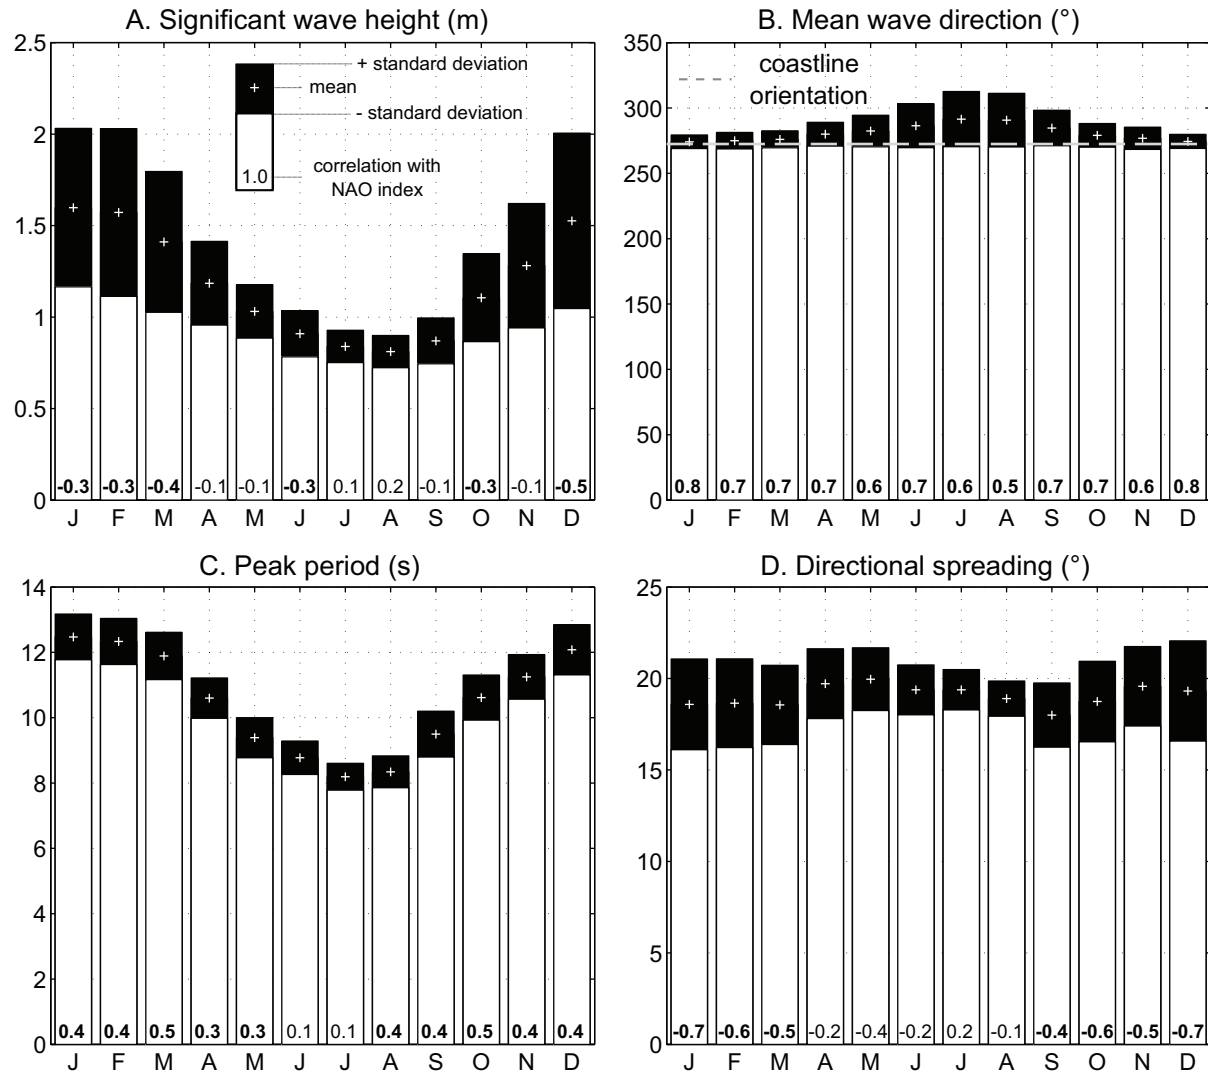 A. Significant wave height (m)
2.5
2
1.5
1
0.5
0
+ standard deviation
mean
- standard deviation
1.0
correlation with
NAO index
-0.3 -0.3 -0.4 -0.1 -0.1 -0.3 0.1 0.2 -0.1 -0.3 -0.1 -0.5
J F M A M J J A S O N D
B. Mean wave direction (°)
350
300
250
200
150
100
50
0
coastline
orientation
0.8 0.7 0.7 0.7 0.6 0.7 0.6 0.5 0.7 0.7 0.6 0.8
J F M A M J J A S O N D
C. Peak period (s)
14
12
10
8
6
4
2
0
0.4 0.4 0.5 0.3 0.3 0.1 0.1 0.4 0.4 0.5 0.4 0.4
J F M A M J J A S O N D
D. Directional spreading (°)
25
20
15
10
5
0
-0.7 -0.6 -0.5 -0.2 -0.4 -0.2 0.2 -0.1 -0.4 -0.6 -0.5 -0.7
J F M A M J J A S O N D